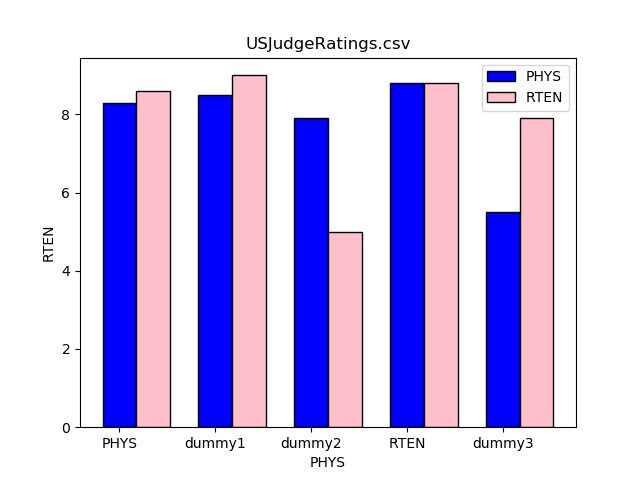 USJudgeRatings.csv
PHYS
RTEN
8
6
4
2
0
RTEN
PHYS dummy1 dummy2 RTEN dummy3
PHYS